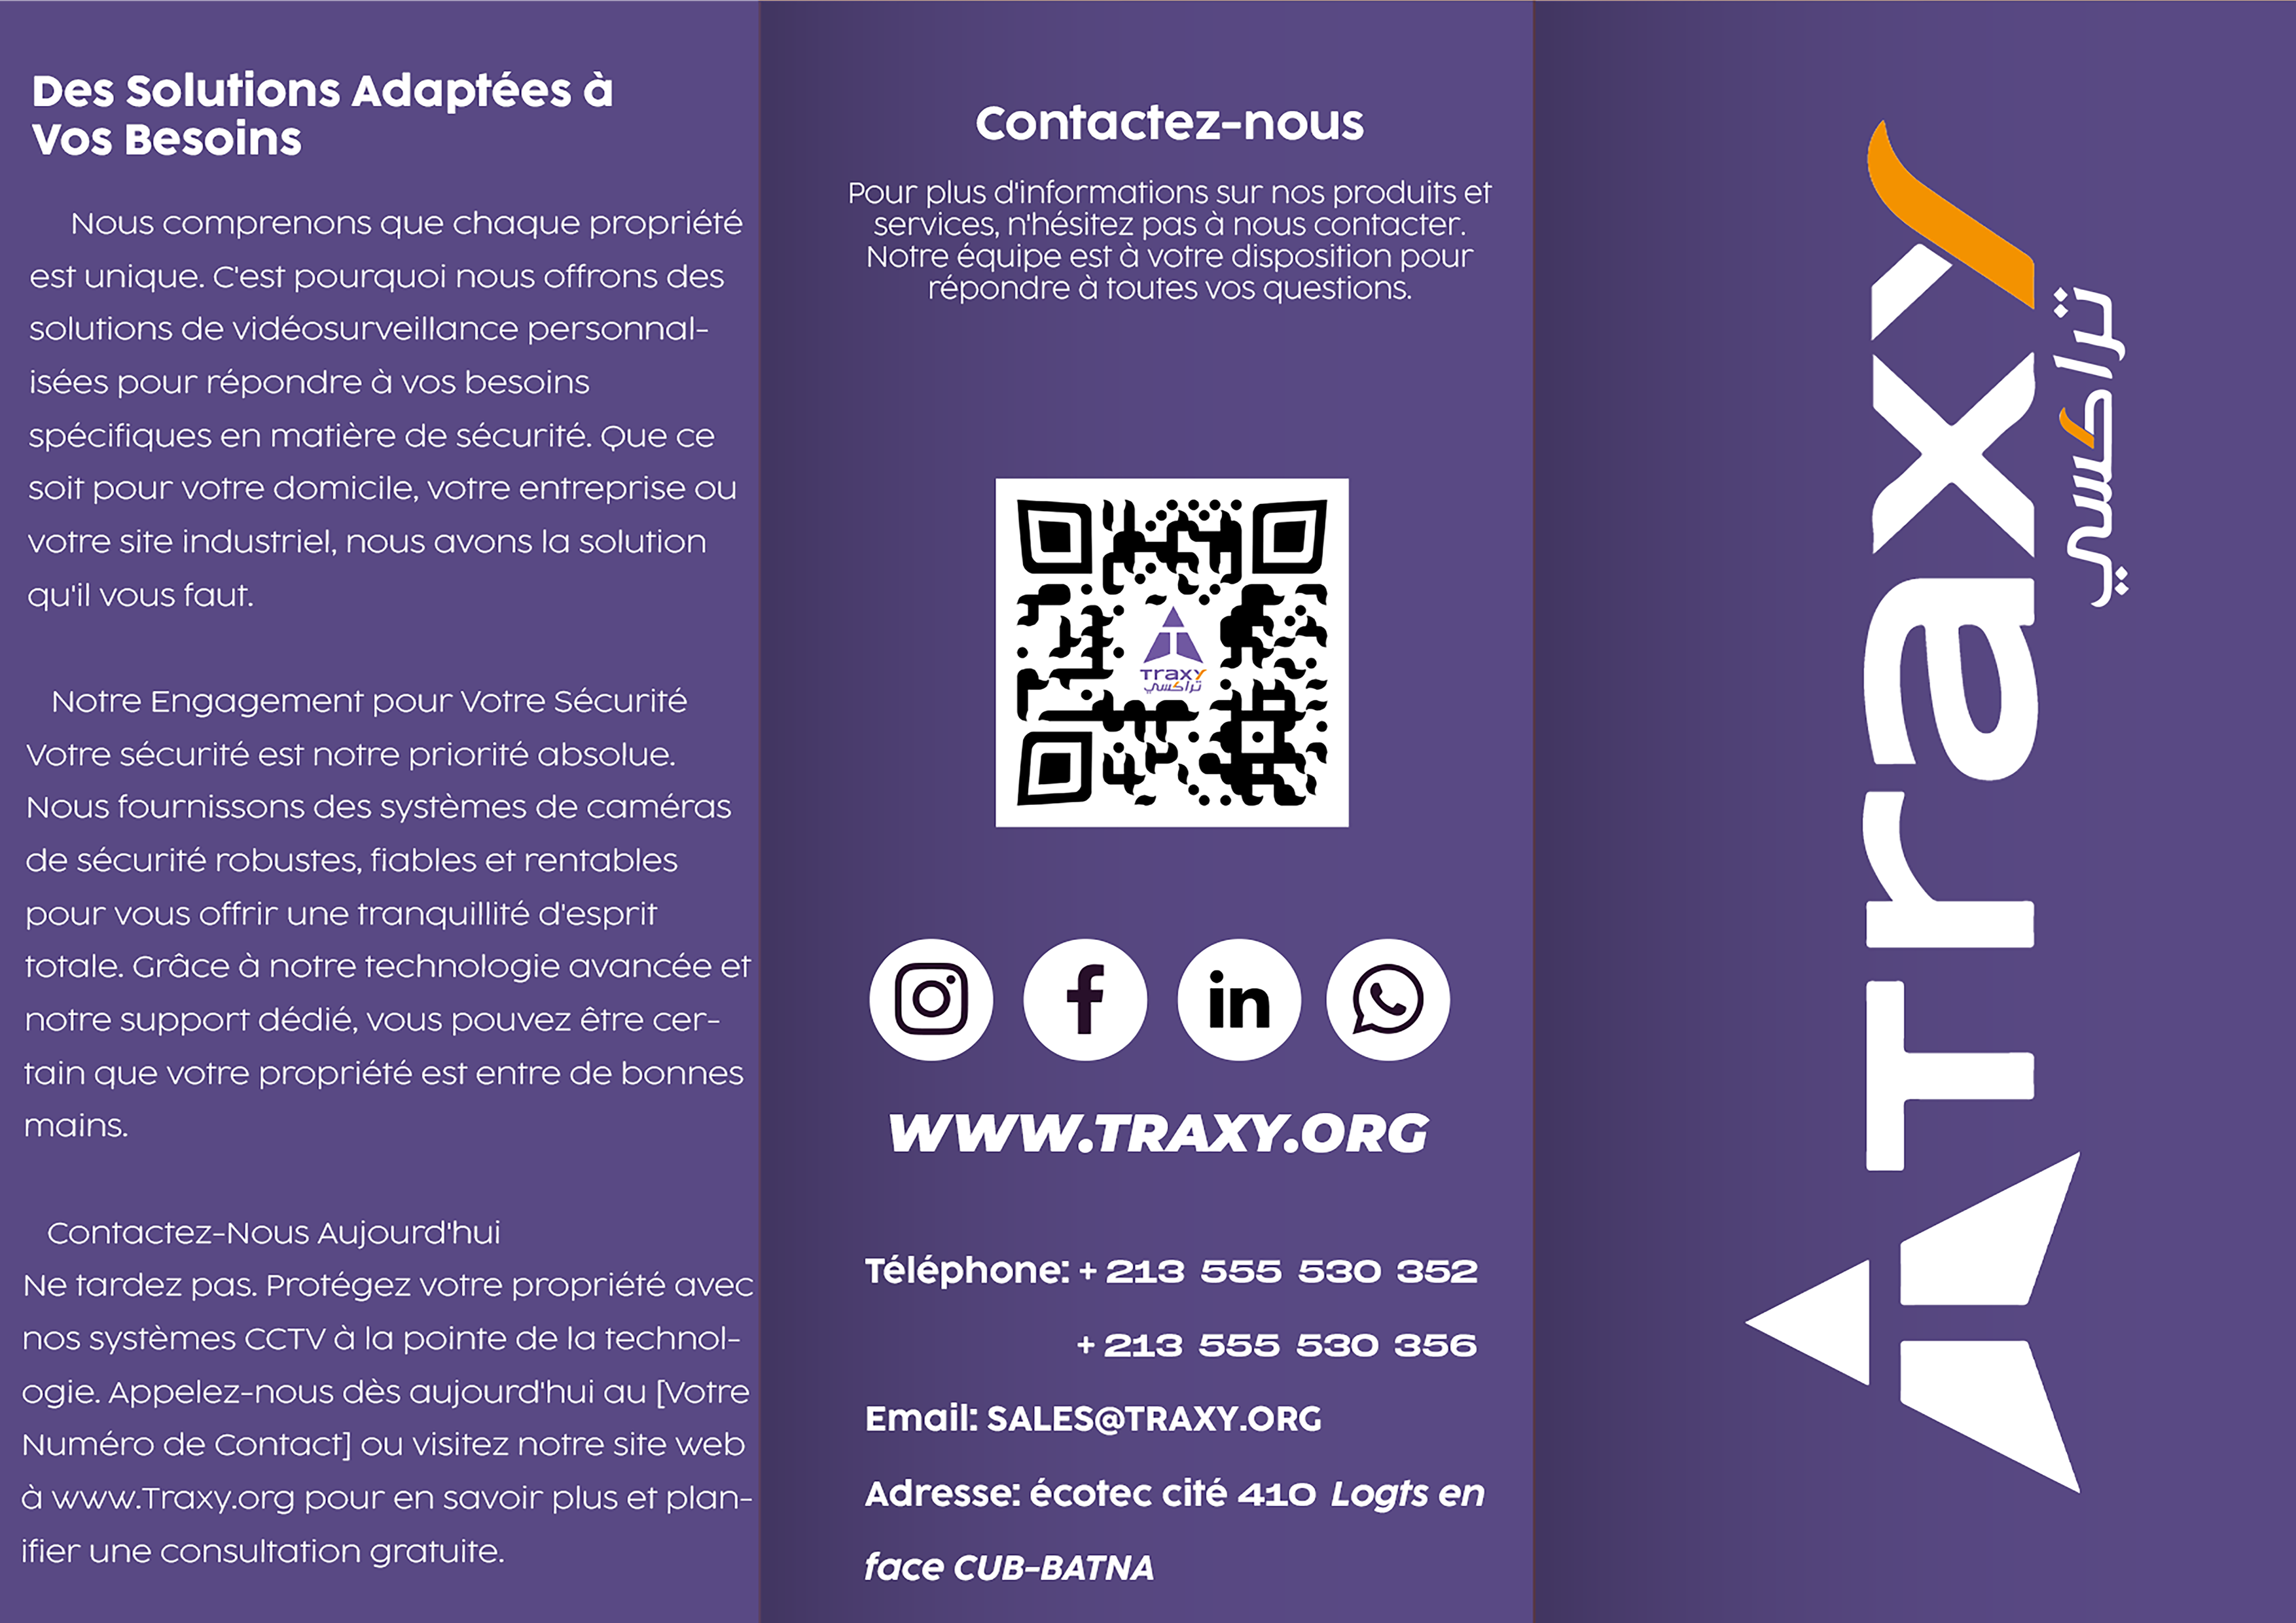 Des Solutions Adaptées à
Vos Besoins
Nous comprenons que chaque propriété
est unique. C'est pourquoi nous offrons des
solutions de vidéosurveillance personnal-
isées pour répondre à vos besoins
spécifiques en matière de sécurité. Que ce
soit pour votre domicile, votre entreprise ou
votre site industriel, nous avons la solution
qu'il vous faut.
Notre Engagement pour Votre Sécurité
Votre sécurité est notre priorité absolue.
Nous fournissons des systèmes de caméras
de sécurité robustes, fiables et rentables
pour vous offrir une tranquillité d'esprit
totale. Grâce à notre technologie avancée et
notre support dédié, vous pouvez être cer-
tain que votre propriété est entre de bonnes
mains.
Contactez-Nous Aujourd'hui
Ne tardez pas. Protégez votre propriété avec
nos systèmes CCTV à la pointe de la technol-
ogie. Appelez-nous dès aujourd'hui au [Votre
Numéro de Contact] ou visitez notre site web
à www.Traxy.org pour en savoir plus et plan-
ifier une consultation gratuite.
Contactez-nous
Pour plus d'informations sur nos produits et
services, n'hésitez pas à nous contacter.
Notre équipe est à votre disposition pour
répondre à toutes vos questions.
Traxy
تراكسي
in
WWW.TRAXY.ORG
Téléphone: + 213 555 530 352
+ 213 555 530 356
Email: SALES@TRAXY.ORG
Adresse: écotec cité 410 Logts en
face CUB-BATNA
Traxy
تراكسي